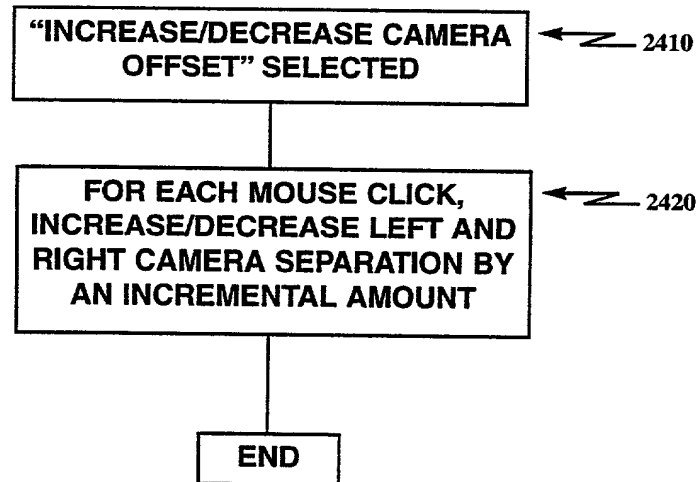 “INCREASE/DECREASE CAMERA
OFFSET” SELECTED
2410
FOR EACH MOUSE CLICK,
INCREASE/DECREASE LEFT AND
RIGHT CAMERA SEPARATION BY
AN INCREMENTAL AMOUNT
2420
END